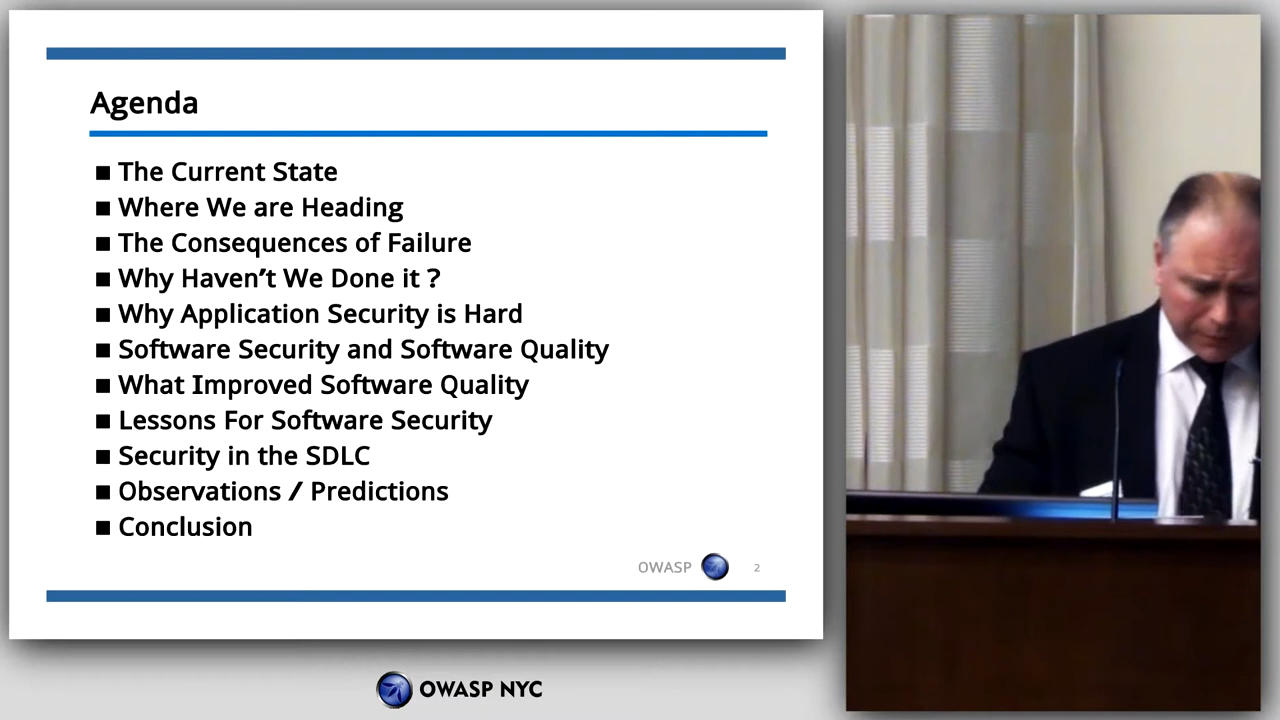 Agenda
The Current State
Where We are Heading
The Consequences of Failure
Why Haven’t We Done it ?
Why Application Security is Hard
Software Security and Software Quality
What Improved Software Quality
Lessons For Software Security
Security in the SDLC
Observations / Predictions
Conclusion
OWASP 2
OWASP NYC